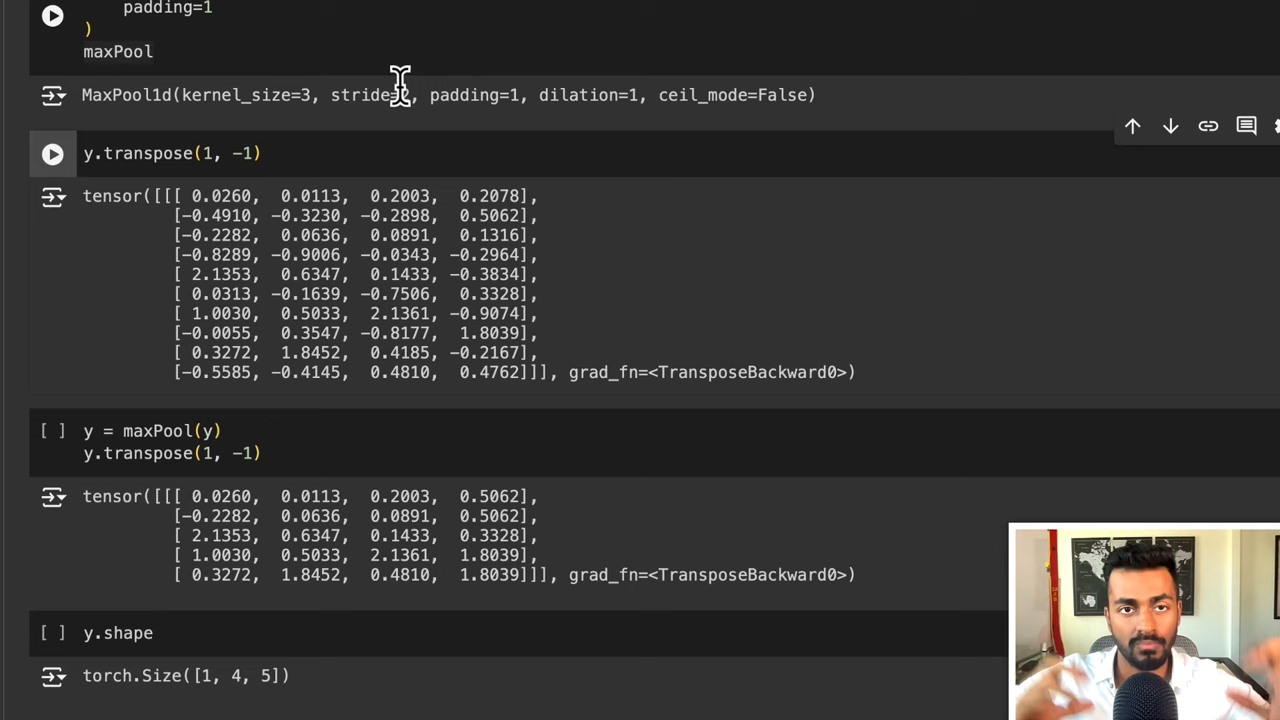 padding=1
)
maxPool
MaxPool1d(kernel_size=3, stride=2, padding=1, dilation=1, ceil_mode=False)
y.transpose(1, -1)
tensor([[[ 0.0260, 0.0113, 0.2003, 0.2078],
[-0.4910, -0.3230, -0.2898, 0.5062],
[-0.2282, 0.0636, 0.0891, 0.1316],
[-0.8289, -0.9006, -0.0343, -0.2964],
[ 2.1353, 0.6347, 0.1433, -0.3834],
[ 0.0313, -0.1639, -0.7506, 0.3328],
[ 1.0030, 0.5033, 2.1361, -0.9074],
[-0.0055, 0.3547, -0.8177, 1.8039],
[ 0.3272, 1.8452, 0.4185, -0.2167],
[-0.5585, -0.4145, 0.4810, 0.4762]]], grad_fn=<TransposeBackward0>)
[ ] y = maxPool(y)
y.transpose(1, -1)
tensor([[[ 0.0260, 0.0113, 0.2003, 0.5062],
[-0.2282, 0.0636, 0.0891, 0.5062],
[ 2.1353, 0.6347, 0.1433, 0.3328],
[ 1.0030, 0.5033, 2.1361, 1.8039],
[ 0.3272, 1.8452, 0.4810, 1.8039]]], grad_fn=<TransposeBackward0>)
[ ] y.shape
torch.Size([1, 4, 5])